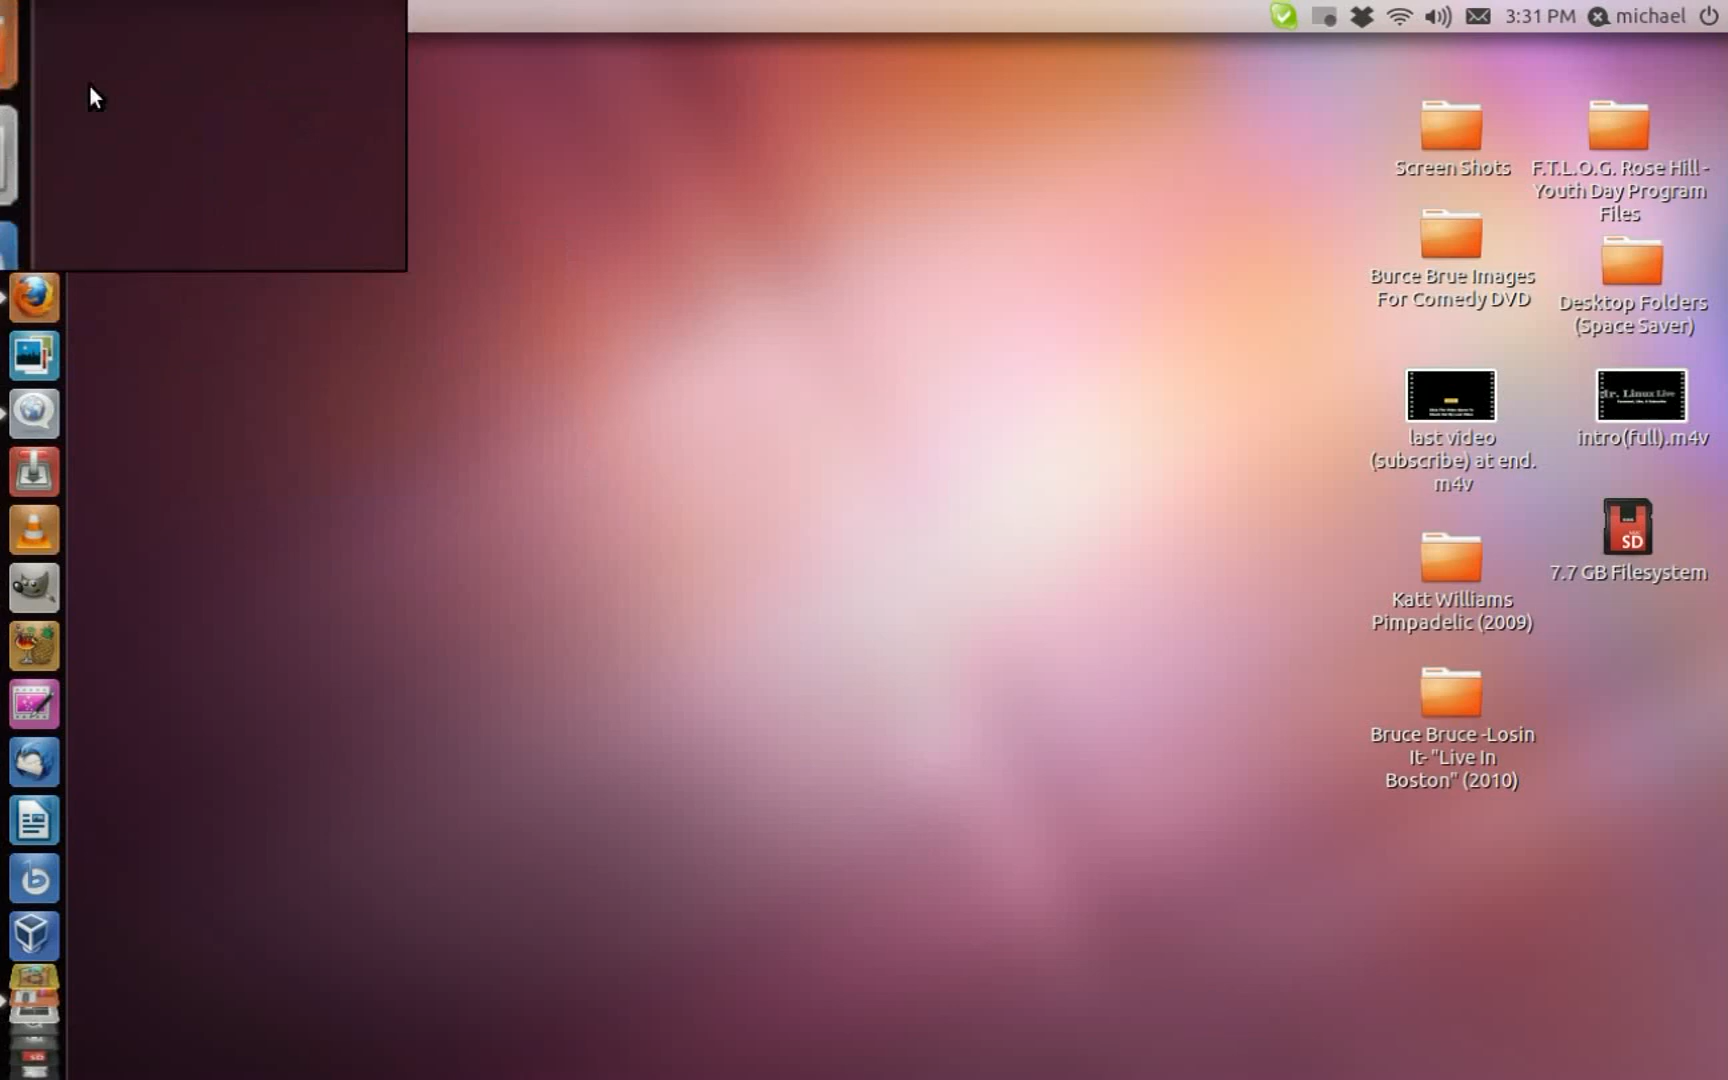 3:31 PM michael
Screen Shots
F.T.L.O.G. Rose Hill -
Youth Day Program
Files
Burce Brue Images
For Comedy DVD
Desktop Folders
(Space Saver)
last video
(subscribe) at end.
m4v
intro(full).m4v
SD
7.7 GB Filesystem
Katt Williams
Pimpadelic (2009)
Bruce Bruce -Losin
It- "Live In
Boston" (2010)